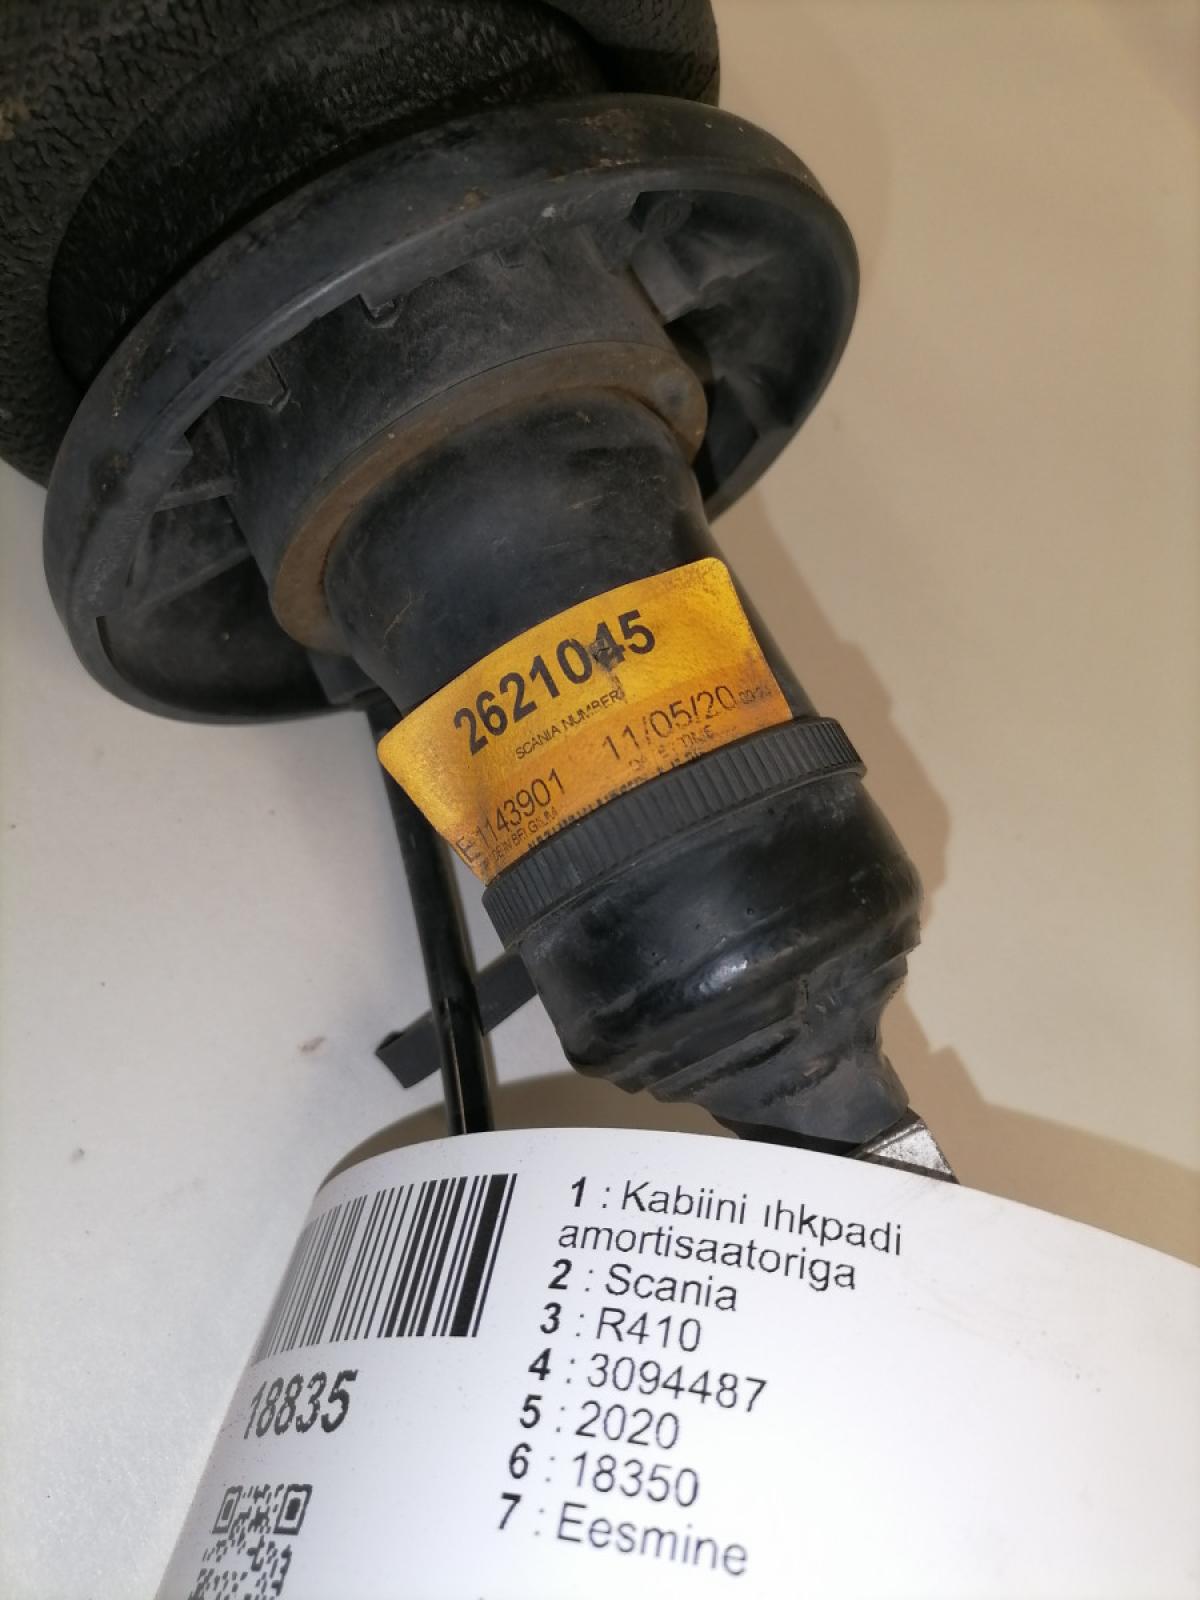 2621045
SCANIA NUMBER
11/05/20
E1143901
1 : Kabiini ıhkpadi
amortisaatoriga
2 : Scania
3 : R410
4 : 3094487
5 : 2020
6 : 18350
7 : Eesmine
18835